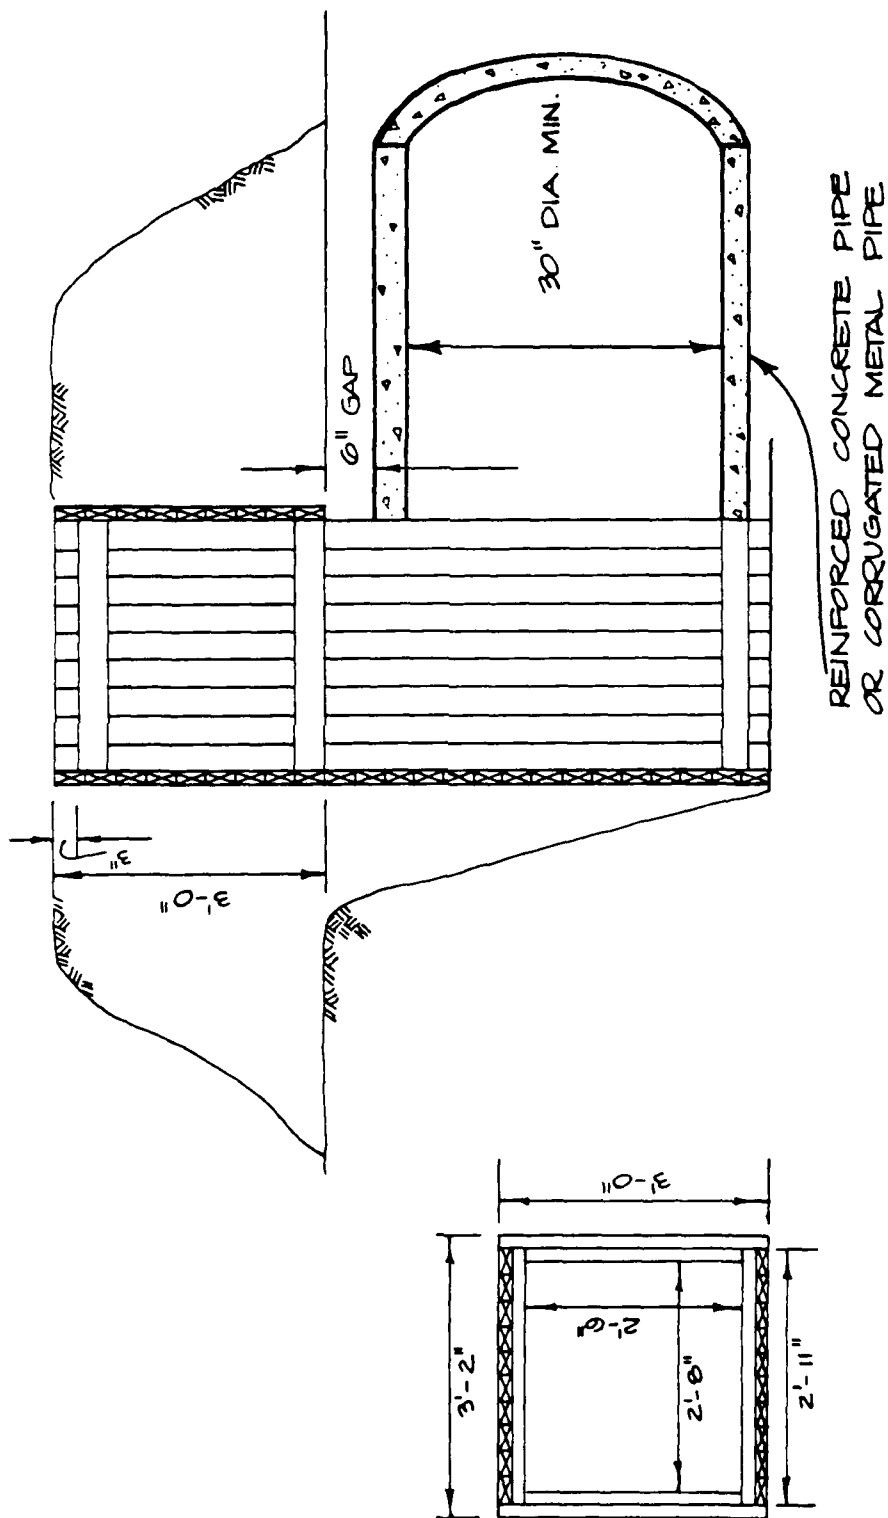 30" DIA. MIN.
6" GAP
REINFORCED CONCRETE PIPE
OR CORRUGATED METAL PIPE
3"
3'-0"
3'-0"
3'-2"
2'-6"
2'-8"
2'-11"